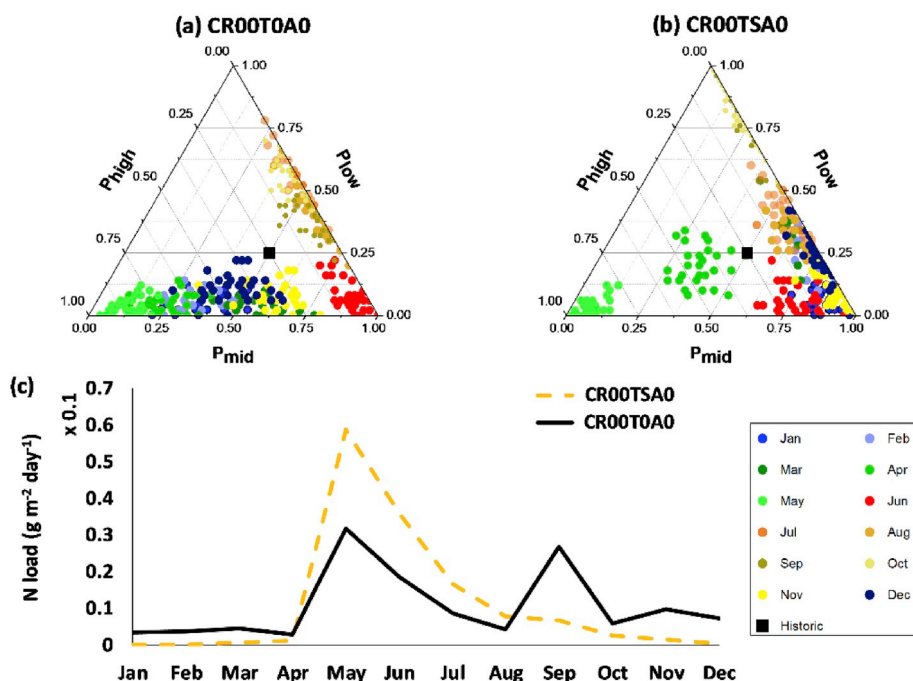 (a) CR00T0A0
(b) CR00TSA0
0.00
1.00
0.25
0.75
Phigh
Plow
0.50
0.50
0.75
0.25
1.00
0.00
0.00 0.25 0.50 0.75 1.00
Pmid
0.00
1.00
0.25
0.75
Phigh
Plow
0.50
0.50
0.75
0.25
1.00
0.00
0.00 0.25 0.50 0.75 1.00
Pmid
(c)
x 0.1
N load (g m⁻² day⁻¹)
0.7
0.6
0.5
0.4
0.3
0.2
0.1
0
CR00TSA0
CR00T0A0
Jan Feb Mar Apr May Jun Jul Aug Sep Oct Nov Dec
Jan Feb
Mar Apr
May Jun
Jul Aug
Sep Oct
Nov Dec
Historic